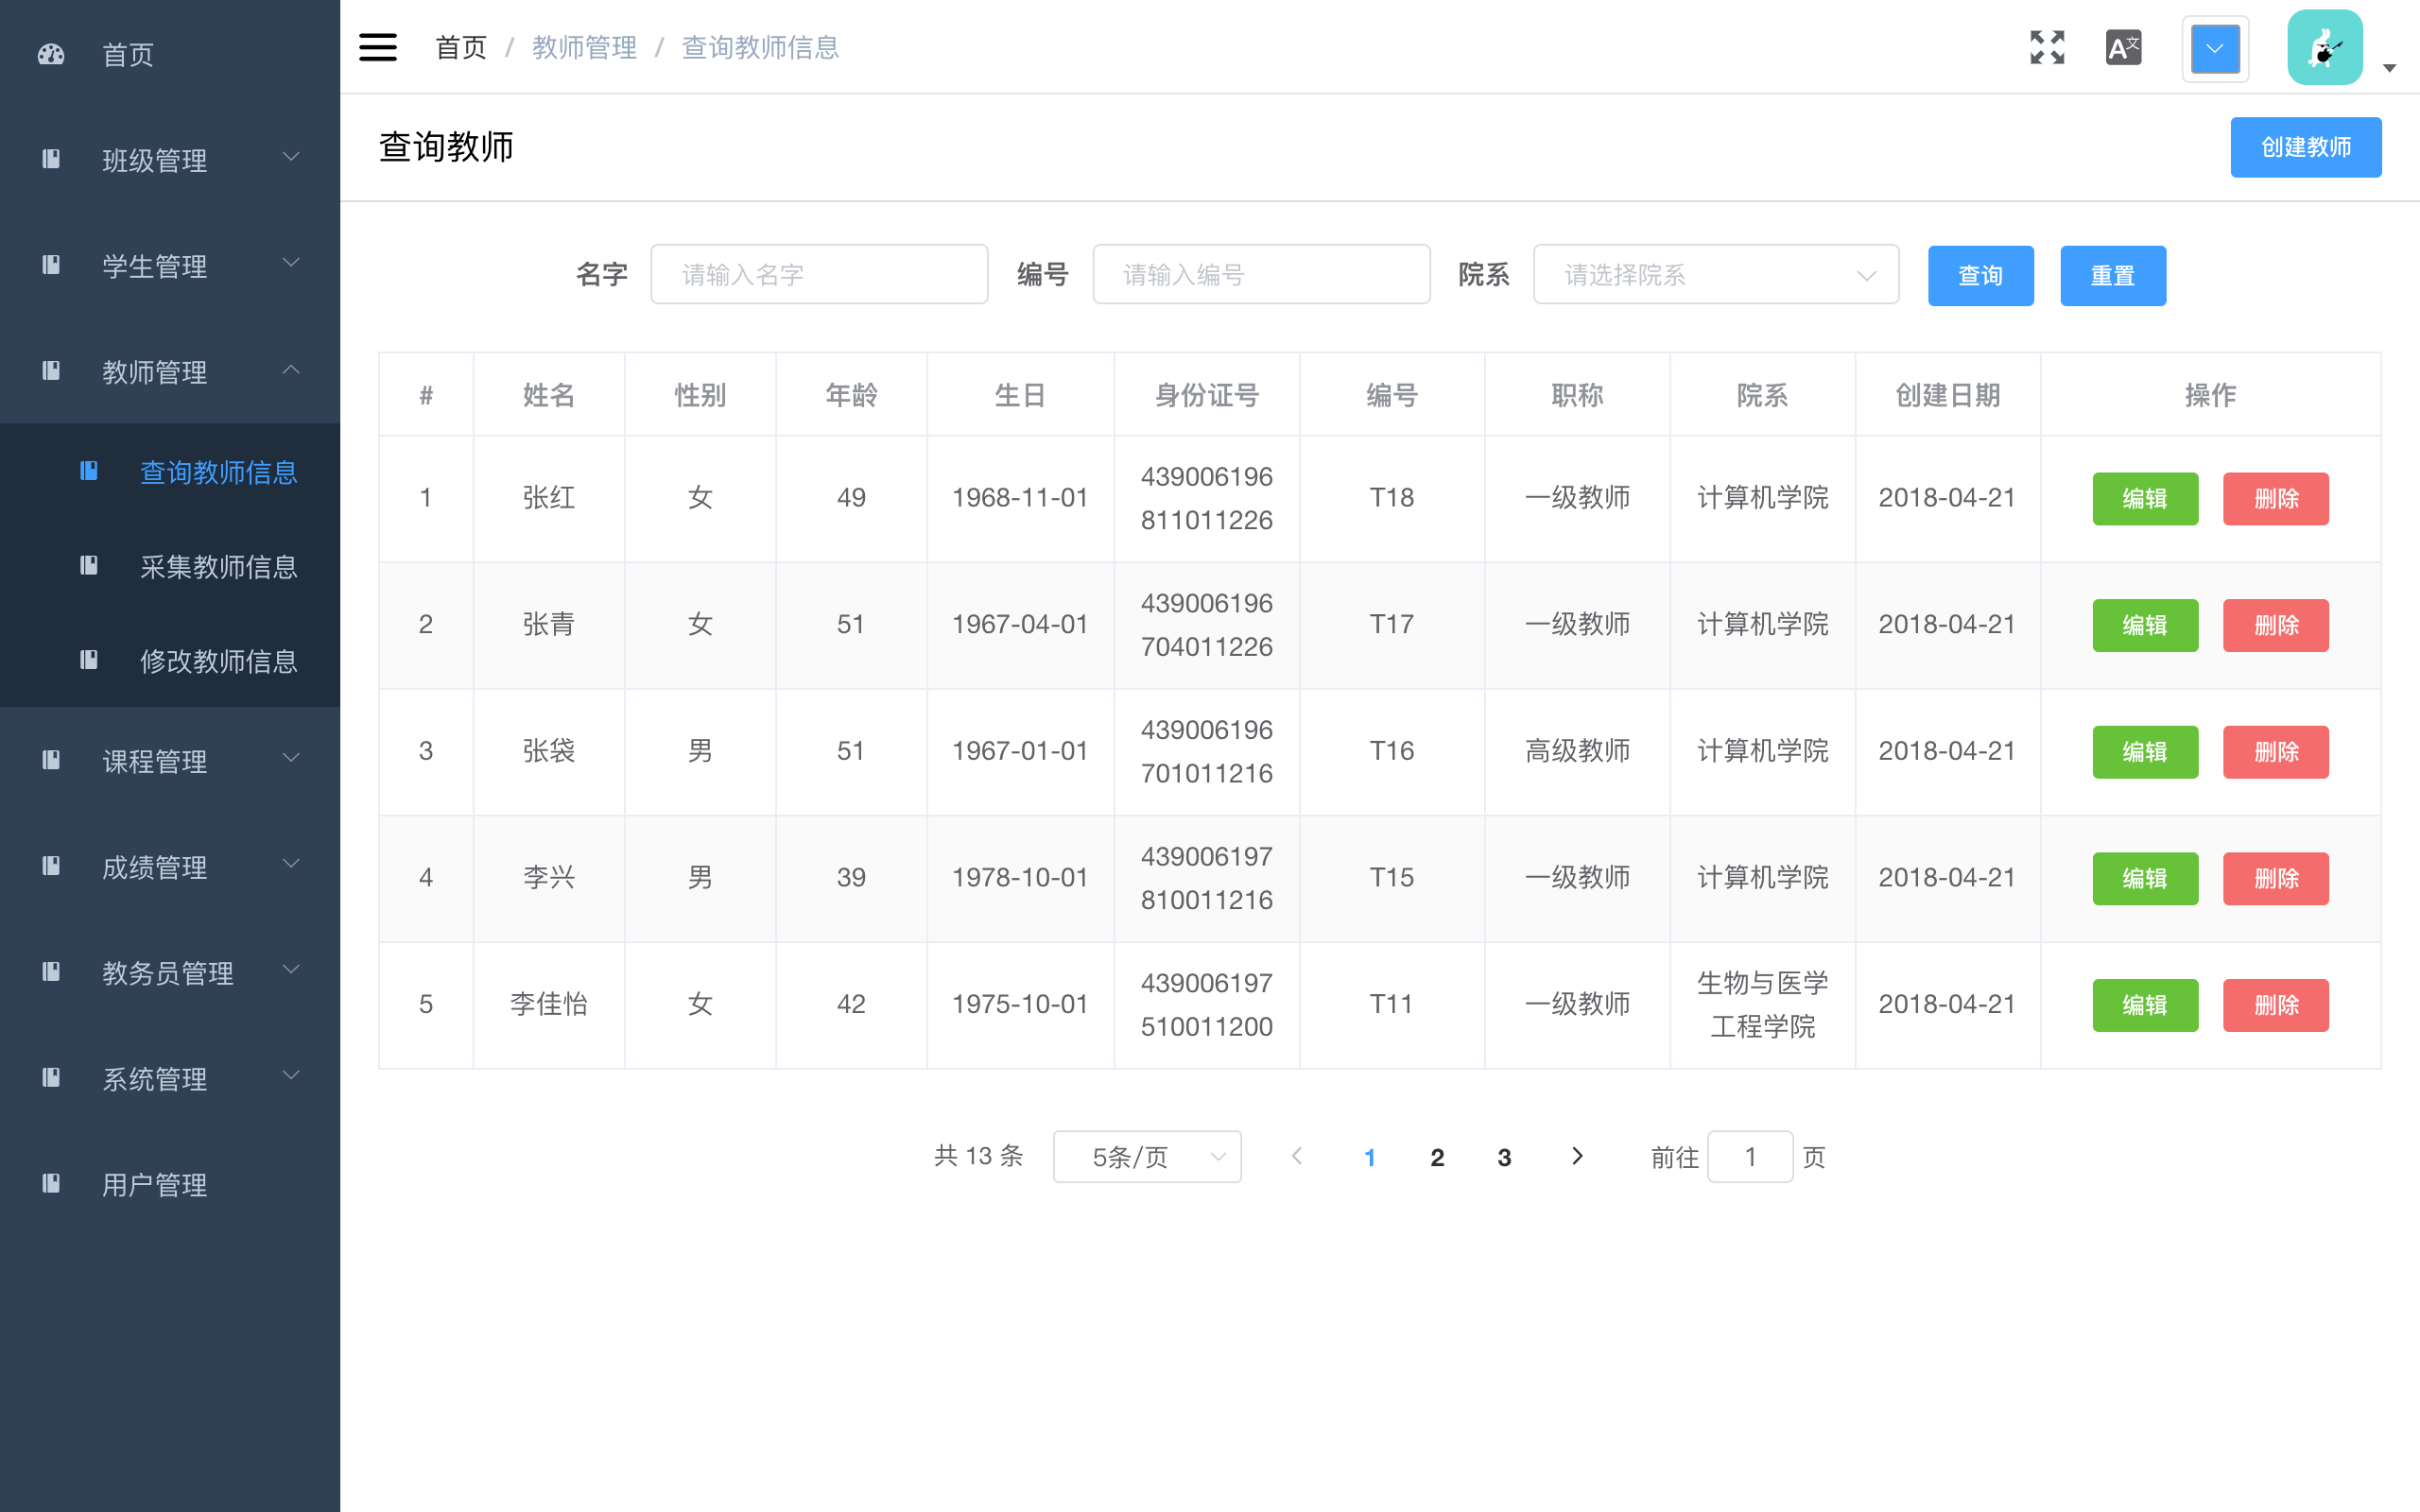 首页
班级管理
学生管理
教师管理
查询教师信息
采集教师信息
修改教师信息
课程管理
成绩管理
教务员管理
系统管理
用户管理
首页 / 教师管理 / 查询教师信息
A文
查询教师
创建教师
名字 请输入名字 编号 请输入编号 院系 请选择院系 查询 重置
# 姓名 性别 年龄 生日 身份证号 编号 职称 院系 创建日期 操作
1 张红 女 49 1968-11-01 439006196 T18 一级教师 计算机学院 2018-04-21 编辑 删除
811011226
2 张青 女 51 1967-04-01 439006196 T17 一级教师 计算机学院 2018-04-21 编辑 删除
704011226
3 张袋 男 51 1967-01-01 439006196 T16 高级教师 计算机学院 2018-04-21 编辑 删除
701011216
4 李兴 男 39 1978-10-01 439006197 T15 一级教师 计算机学院 2018-04-21 编辑 删除
810011216
5 李佳怡 女 42 1975-10-01 439006197 T11 一级教师 生物与医学 2018-04-21 编辑 删除
510011200 工程学院
共 13 条 5条/页 1 2 3 前往 1 页